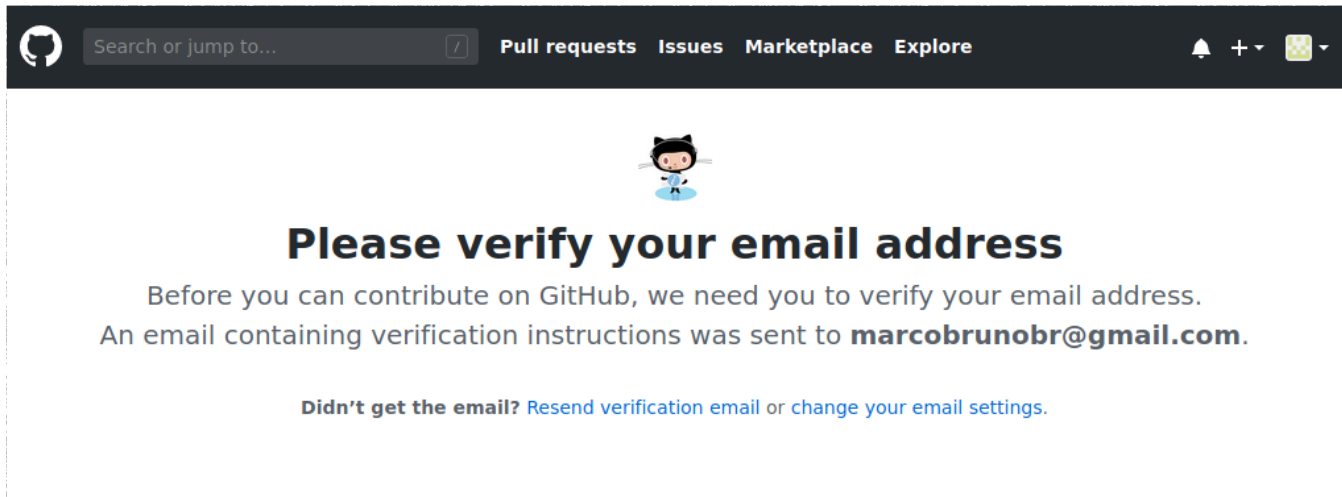 Search or jump to... /
Pull requests Issues Marketplace Explore
Please verify your email address
Before you can contribute on GitHub, we need you to verify your email address.
An email containing verification instructions was sent to marcobrunobr@gmail.com.
Didn’t get the email? Resend verification email or change your email settings.